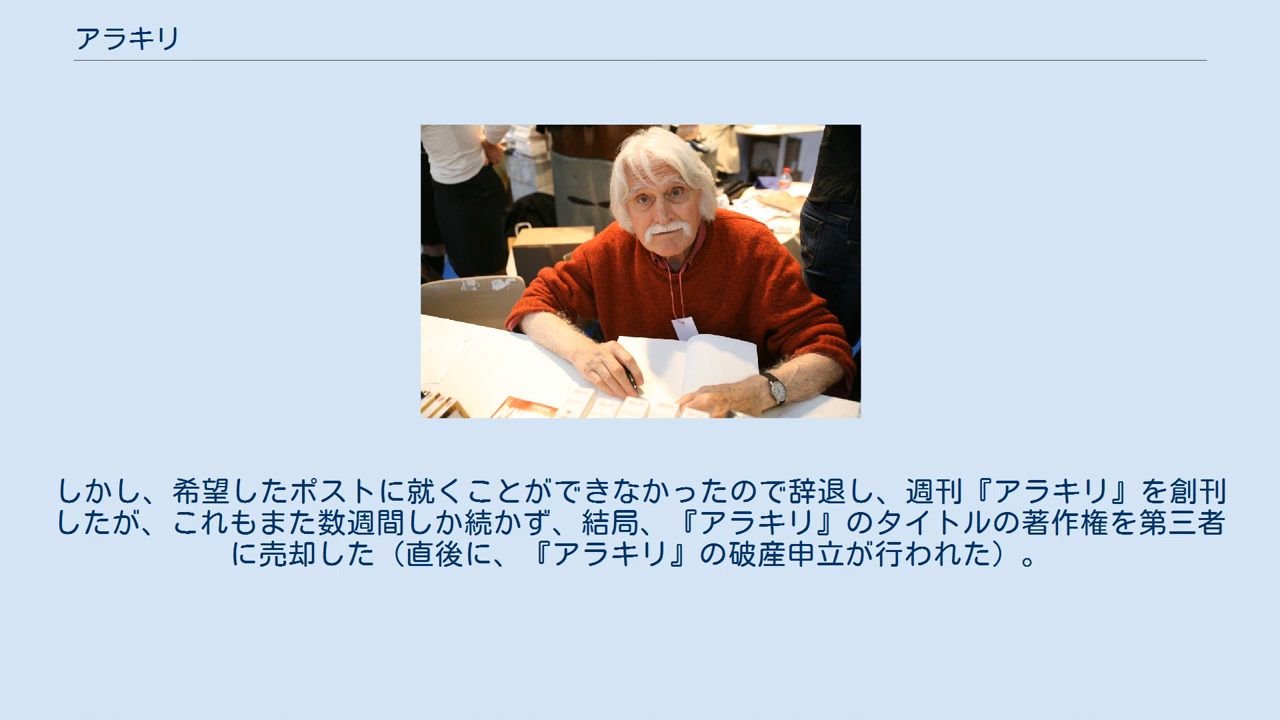 アラキリ
しかし、希望したポストに就くことができなかったので辞退し、週刊『アラキリ』を創刊
したが、これもまた数週間しか続かず、結局、『アラキリ』のタイトルの著作権を第三者
に売却した（直後に、『アラキリ』の破産申立が行われた）。